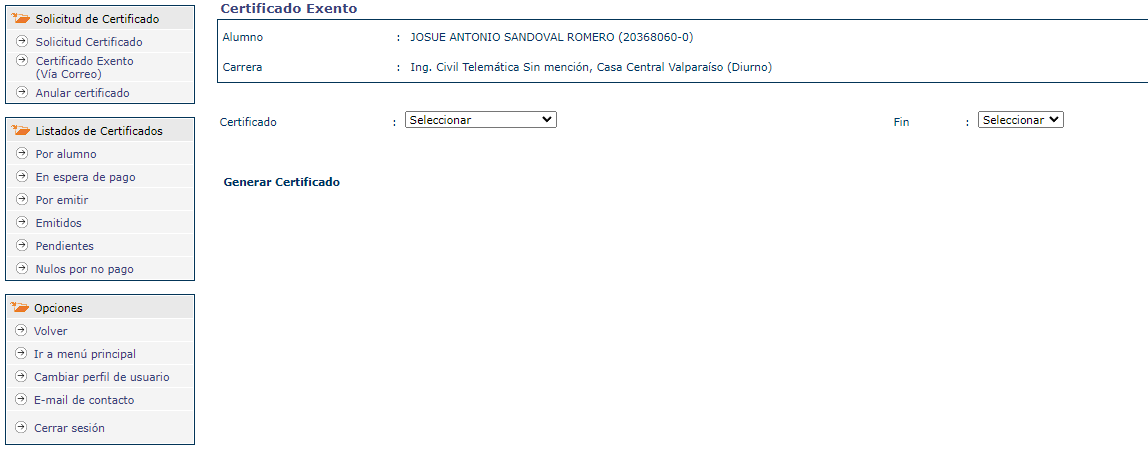 Solicitud de Certificado
Solicitud Certificado
Certificado Exento
(Vía Correo)
Anular certificado
Listados de Certificados
Por alumno
En espera de pago
Por emitir
Emitidos
Pendientes
Nulos por no pago
Opciones
Volver
Ir a menú principal
Cambiar perfil de usuario
E-mail de contacto
Cerrar sesión
Certificado Exento
Alumno : JOSUE ANTONIO SANDOVAL ROMERO (20368060-0)
Carrera : Ing. Civil Telemática Sin mención, Casa Central Valparaíso (Diurno)
Certificado : Seleccionar Fin : Seleccionar
Generar Certificado